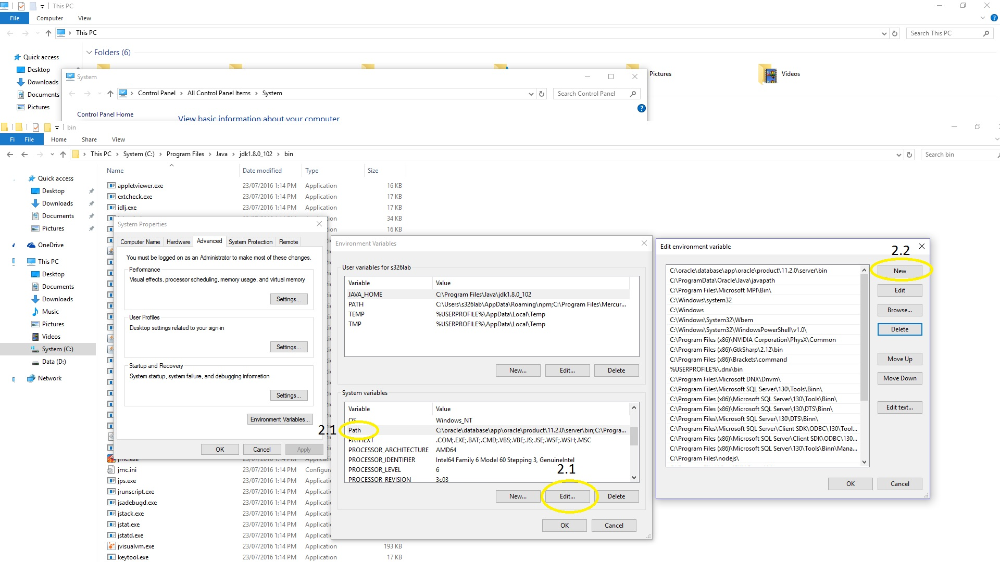 This PC
File Computer View
This PC
Search This PC
Quick access
Desktop
Downloads
Documents
Pictures
Folders (6)
Pictures
Videos
System
Control Panel All Control Panel Items System
Search Control Panel
Control Panel Home
View basic information about your computer
bin
Fi File Home Share View
This PC System (C:) Program Files Java jdk1.8.0_102 bin
Search bin
Quick access
Desktop
Downloads
Documents
Pictures
OneDrive
This PC
Desktop
Documents
Downloads
Music
Pictures
Videos
System (C:)
Data (D:)
Network
Name Date modified Type Size
appletviewer.exe 23/07/2016 1:14 PM Application 16 KB
extcheck.exe 23/07/2016 1:14 PM Application 17 KB
idlj.exe 23/07/2016 1:14 PM Application 17 KB
34 KB
16 KB
jmc.exe 23/07/2016 1:14 PM Application
jmc.ini 23/07/2016 1:14 PM Configura
jps.exe 23/07/2016 1:14 PM Application
jrunscript.exe 23/07/2016 1:14 PM Application
jsadebugd.exe 23/07/2016 1:14 PM Application
jstack.exe 23/07/2016 1:14 PM Application
jstat.exe 23/07/2016 1:14 PM Application
jstatd.exe 23/07/2016 1:14 PM Application
jvisualvm.exe 23/07/2016 1:14 PM Application 193 KB
keytool.exe 23/07/2016 1:14 PM Application 17 KB
System Properties
Computer Name Hardware Advanced System Protection Remote
You must be logged on as an Administrator to make most of these changes.
Performance
Visual effects, processor scheduling, memory usage, and virtual memory
Settings...
User Profiles
Desktop settings related to your sign-in
Settings...
Startup and Recovery
System startup, system failure, and debugging information
Settings...
Environment Variables...
OK Cancel Apply
Environment Variables
User variables for s326lab
Variable Value
JAVA_HOME C:\Program Files\Java\jdk1.8.0_102
PATH C:\Users\s326lab\AppData\Roaming\npm;C:\Program Files\Mercur...
TEMP %USERPROFILE%\AppData\Local\Temp
TMP %USERPROFILE%\AppData\Local\Temp
New... Edit... Delete
System variables
Variable Value
OS Windows_NT
2.1 Path C:\oracle\database\app\oracle\product\11.2.0\server\bin;C:\Progra...
PATHEXT .COM;.EXE;.BAT;.CMD;.VBS;.VBE;.JS;.JSE;.WSF;.WSH;.MSC
PROCESSOR_ARCHITECTURE AMD64
PROCESSOR_IDENTIFIER Intel64 Family 6 Model 60 Stepping 3, GenuineIntel
PROCESSOR_LEVEL 6
2.1
PROCESSOR_REVISION 3c03
New... Edit... Delete
OK Cancel
Edit environment variable
2.2
C:\oracle\database\app\oracle\product\11.2.0\server\bin
C:\ProgramData\Oracle\Java\javapath
C:\Program Files\Microsoft MPI\Bin\
C:\Windows\system32
C:\Windows
C:\Windows\System32\Wbem
C:\Windows\System32\WindowsPowerShell\v1.0\
C:\Program Files (x86)\NVIDIA Corporation\PhysX\Common
C:\Program Files (x86)\GtkSharp\2.12\bin
C:\Program Files (x86)\Brackets\command
%USERPROFILE%\.dnx\bin
C:\Program Files\Microsoft DNX\Dnvm\
C:\Program Files\Microsoft SQL Server\130\Tools\Binn\
C:\Program Files (x86)\Microsoft SQL Server\130\Tools\Binn\
C:\Program Files (x86)\Microsoft SQL Server\130\DTS\Binn\
C:\Program Files\Microsoft SQL Server\130\DTS\Binn\
C:\Program Files\Microsoft SQL Server\Client SDK\ODBC\130\Tool...
C:\Program Files (x86)\Microsoft SQL Server\Client SDK\ODBC\130...
C:\Program Files (x86)\Microsoft SQL Server\130\Tools\Binn\Mana...
C:\Program Files\nodejs\
New
Edit
Browse...
Delete
Move Up
Move Down
Edit text...
OK Cancel